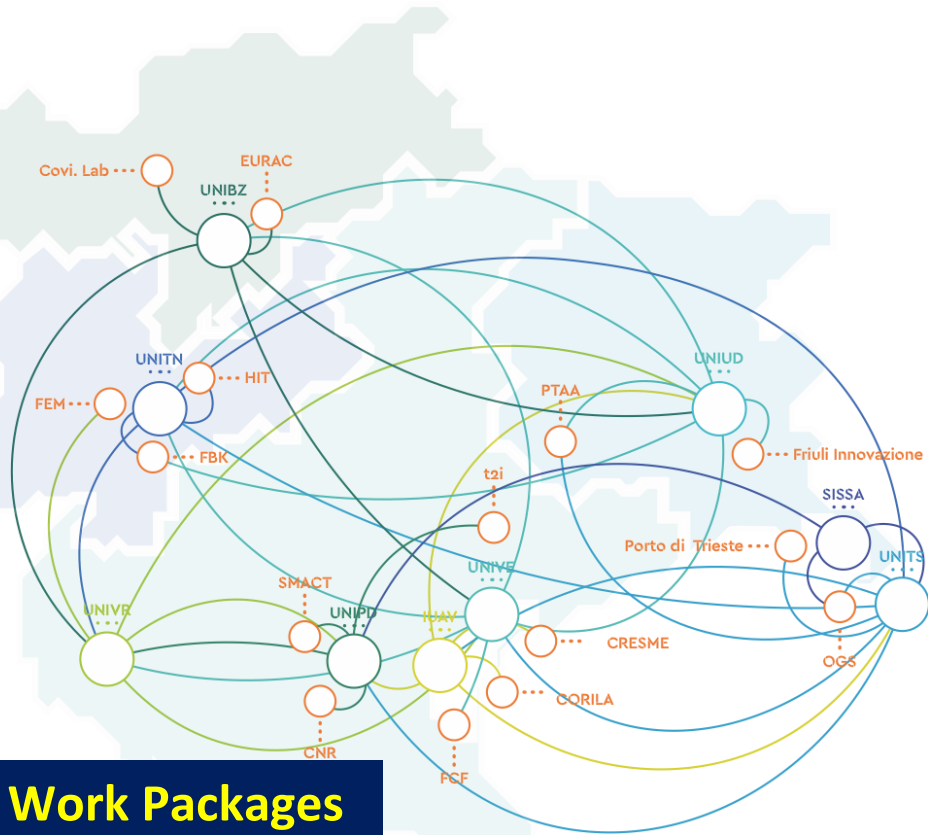 EURAC
Covi. Lab
UNIBZ
UNITN
UNIUD
HIT
PTAA
FEM
FBK
Friuli Innovazione
t2i
SISSA
Porto di Trieste
UNITS
UNIVE
SMACT
UNIVR
UNIPD
IUAV
CRESME
OGS
CORILA
CNR
FCF
Work Packages